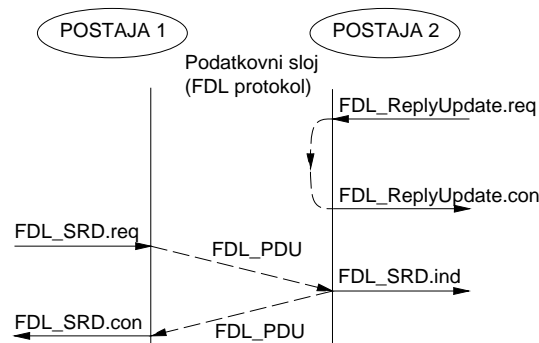 POSTAJA 1
POSTAJA 2
Podatkovni sloj
(FDL protokol)
FDL_ReplyUpdate.req
FDL_ReplyUpdate.con
FDL_SRD.req
FDL_PDU
FDL_SRD.ind
FDL_SRD.con
FDL_PDU